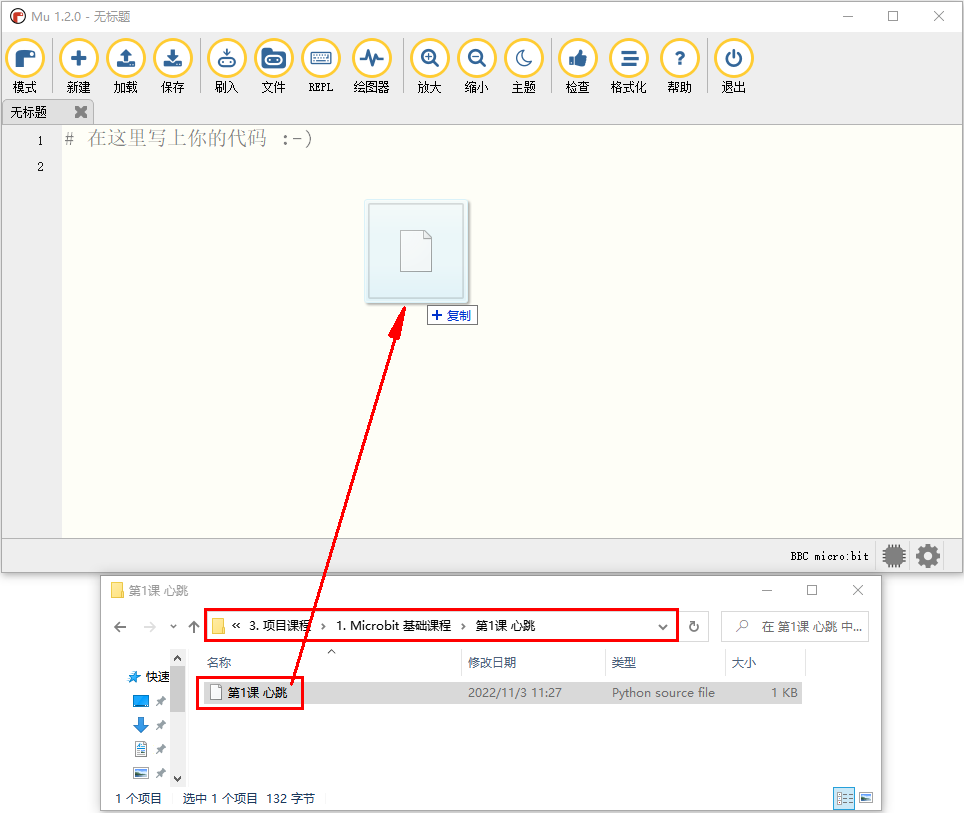 Mu 1.2.0 - 无标题
模式 新建 加载 保存 刷入 文件 REPL 绘图器 放大 缩小 主题 检查 格式化 帮助 退出
无标题
1 # 在这里写上你的代码 :-)
2
+ 复制
BBC micro:bit
第1课 心跳
« 3. 项目课程 › 1. Microbit 基础课程 › 第1课 心跳
在 第1课 心跳 中...
名称 修改日期 类型 大小
快速
第1课 心跳 2022/11/3 11:27 Python source file 1 KB
1 个项目 选中 1 个项目 132 字节